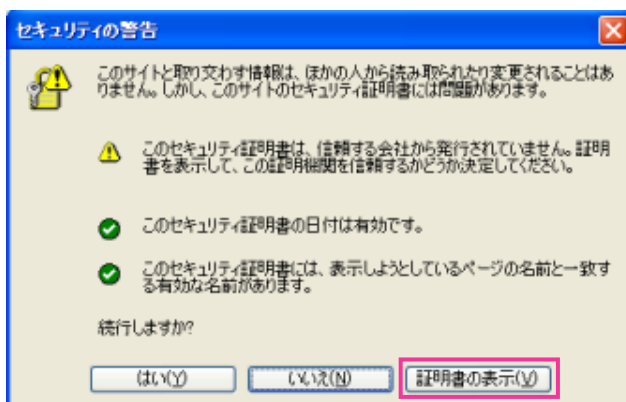 セキュリティの警告
このサイトと取り交わす情報は、ほかの人から読み取られたり変更されることはあ
りません。しかし、このサイトのセキュリティ証明書には問題があります。
このセキュリティ証明書は、信頼する会社から発行されていません。証明
書を表示して、この証明機関を信頼するかどうか決定してください。
このセキュリティ証明書の日付は有効です。
このセキュリティ証明書には、表示しようとしているページの名前と一致す
る有効な名前があります。
続行しますか?
はい(Y)
いいえ(N)
証明書の表示(V)